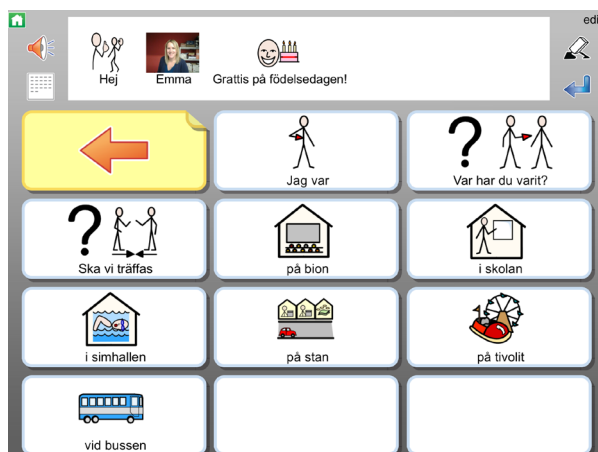 edi
Hej Emma Grattis på födelsedagen!
Jag var
Var har du varit?
Ska vi träffas
på bion
i skolan
i simhallen
på stan
på tivolit
vid bussen